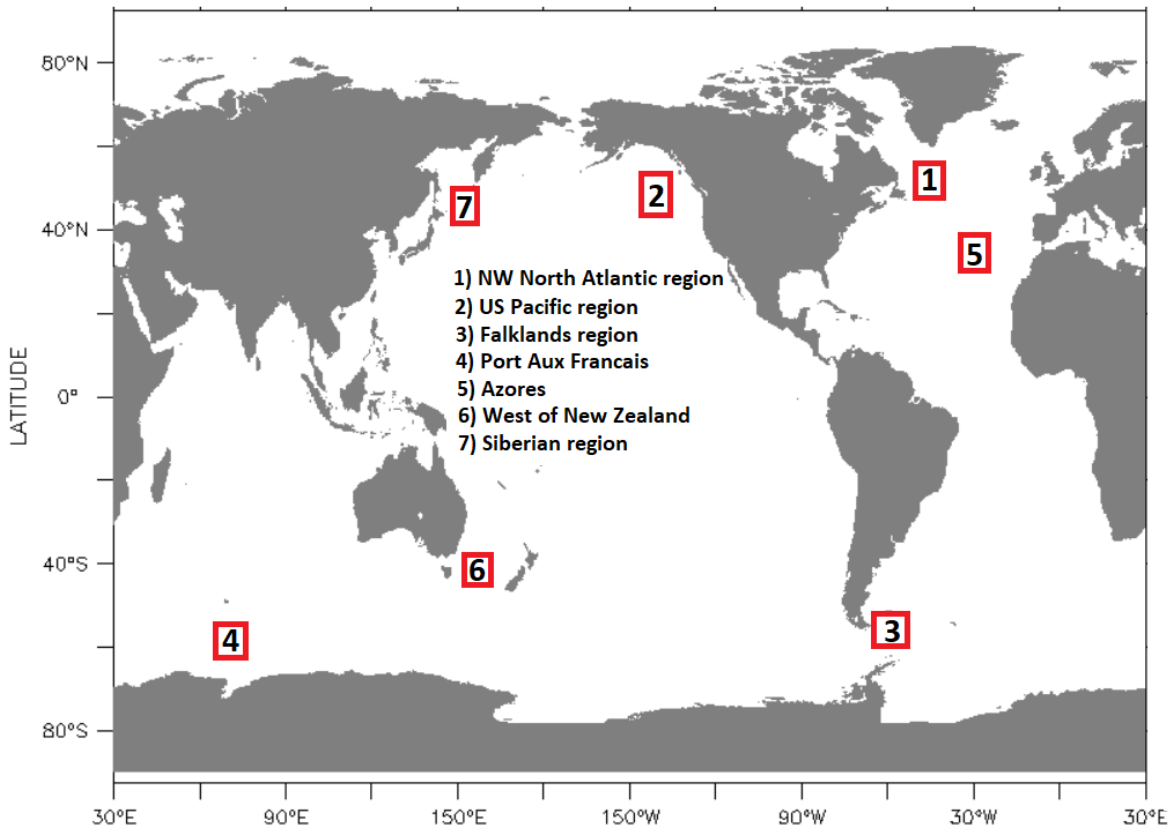 80°N
1
2
7
40°N
5
1) NW North Atlantic region
2) US Pacific region
3) Falklands region
4) Port Aux Francais
5) Azores
6) West of New Zealand
7) Siberian region
LATITUDE
0°
40°S
6
3
4
80°S
30°E 90°E 150°E 150°W 90°W 30°W 30°E